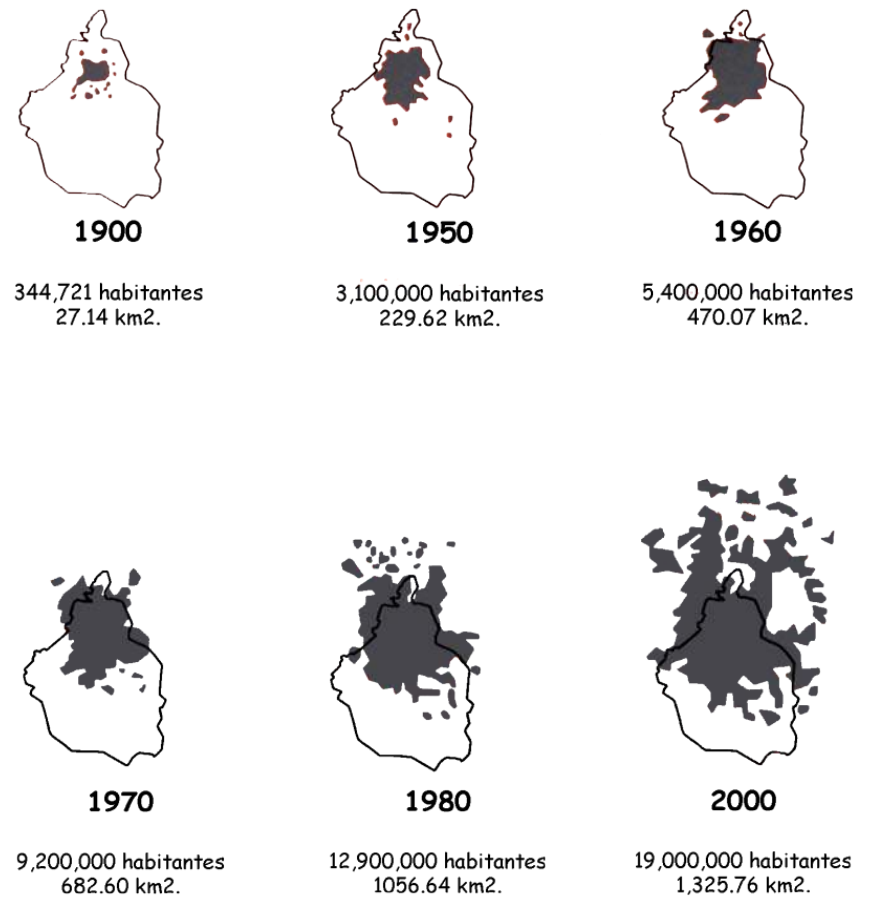 1900
344,721 habitantes
27.14 km2.
1950
3,100,000 habitantes
229.62 km2.
1960
5,400,000 habitantes
470.07 km2.
1970
9,200,000 habitantes
682.60 km2.
1980
12,900,000 habitantes
1056.64 km2.
2000
19,000,000 habitantes
1,325.76 km2.